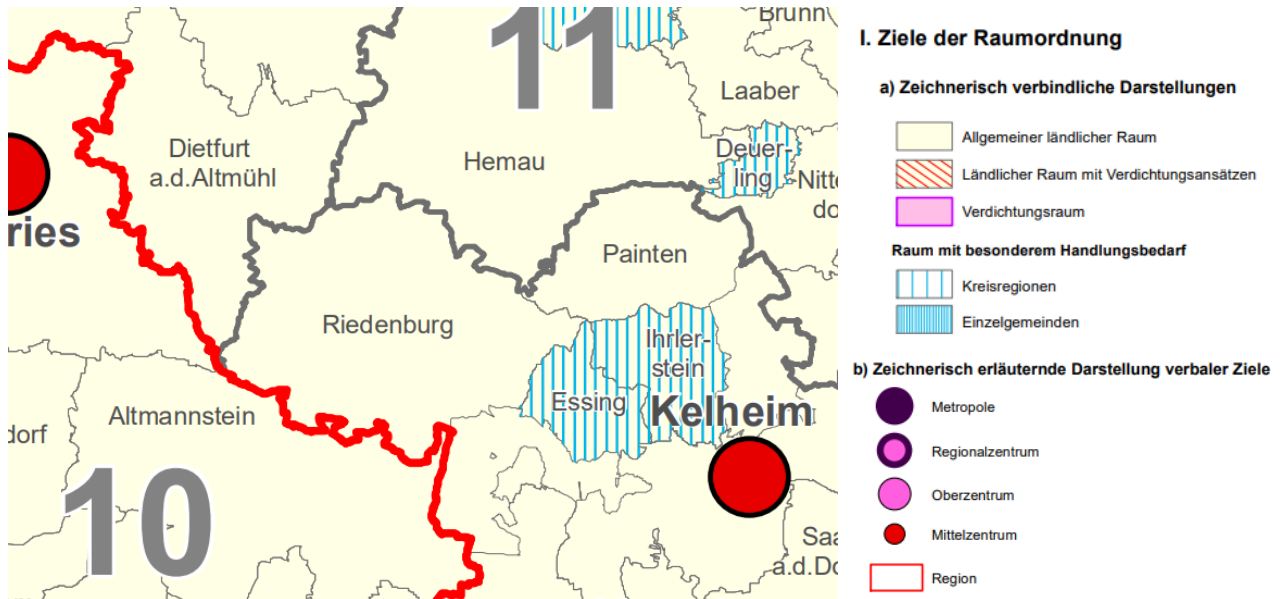 11
Brunn
Laaber
Dietfurt
a.d.Altmühl
Hemau
Deuer-
ling
Nitte
do
ries
Painten
Riedenburg
Ihrler-
stein
Essing
Kelheim
Altmannstein
dorf
10
Saa
a.d.Do
I. Ziele der Raumordnung
a) Zeichnerisch verbindliche Darstellungen
Allgemeiner ländlicher Raum
Ländlicher Raum mit Verdichtungsansätzen
Verdichtungsraum
Raum mit besonderem Handlungsbedarf
Kreisregionen
Einzelgemeinden
b) Zeichnerisch erläuternde Darstellung verbaler Ziele
Metropole
Regionalzentrum
Oberzentrum
Mittelzentrum
Region